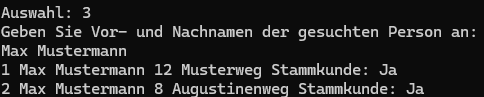 Auswahl: 3
Geben Sie Vor- und Nachnamen der gesuchten Person an:
Max Mustermann
1 Max Mustermann 12 Musterweg Stammkunde: Ja
2 Max Mustermann 8 Augustinenweg Stammkunde: Ja